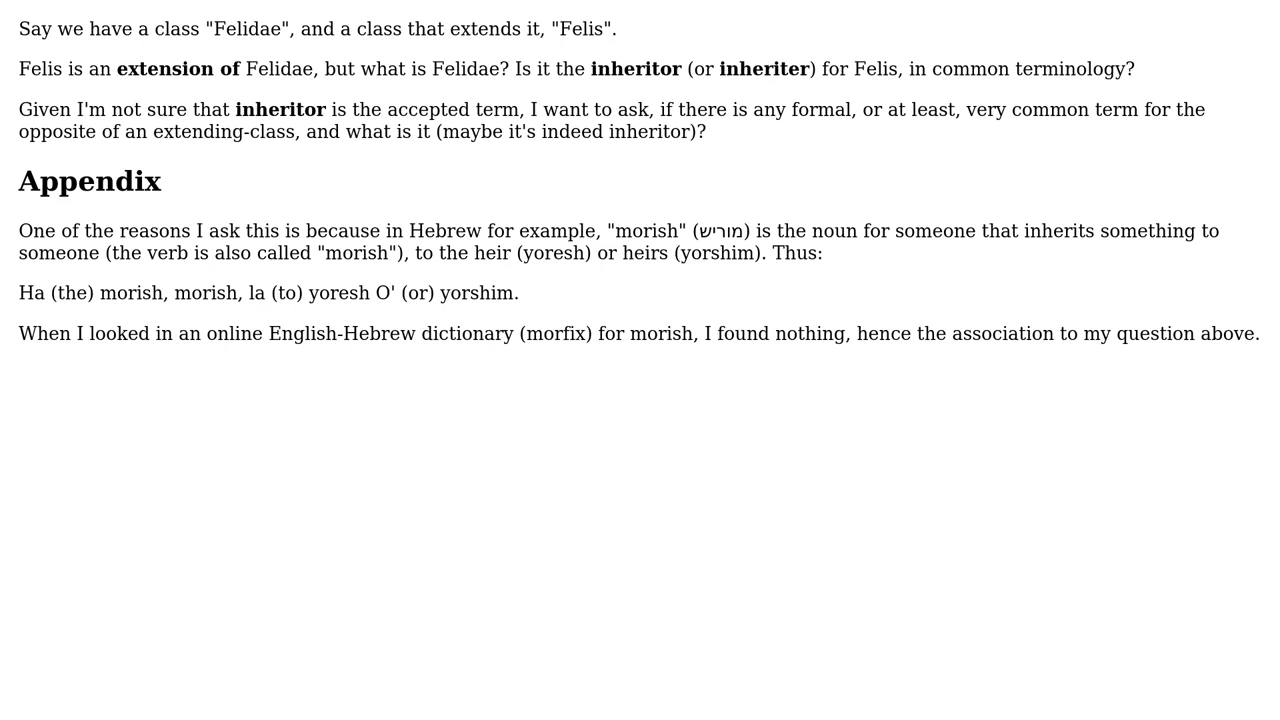 Say we have a class "Felidae", and a class that extends it, "Felis".
Felis is an extension of Felidae, but what is Felidae? Is it the inheritor (or inheriter) for Felis, in common terminology?
Given I'm not sure that inheritor is the accepted term, I want to ask, if there is any formal, or at least, very common term for the
opposite of an extending-class, and what is it (maybe it's indeed inheritor)?
Appendix
One of the reasons I ask this is because in Hebrew for example, "morish" (מוריש) is the noun for someone that inherits something to
someone (the verb is also called "morish"), to the heir (yoresh) or heirs (yorshim). Thus:
Ha (the) morish, morish, la (to) yoresh O' (or) yorshim.
When I looked in an online English-Hebrew dictionary (morfix) for morish, I found nothing, hence the association to my question above.